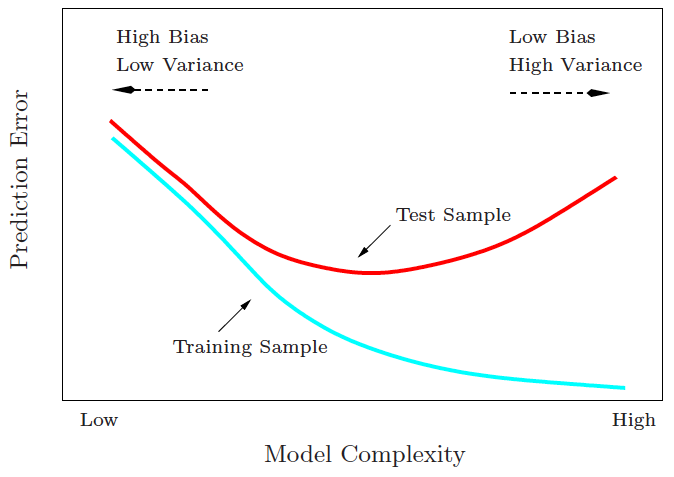 High Bias
Low Variance
Low Bias
High Variance
Prediction Error
Test Sample
Training Sample
Low
High
Model Complexity